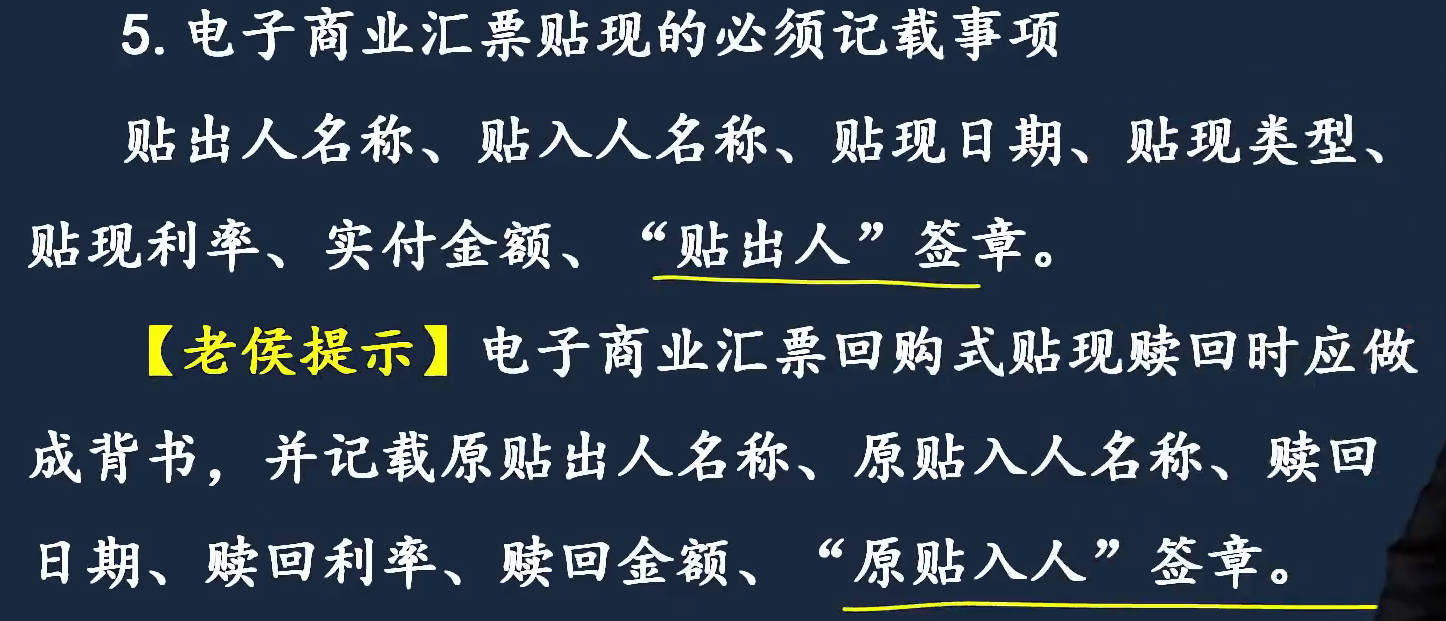 5.电子商业汇票贴现的必须记载事项
贴出人名称、贴入人名称、贴现日期、贴现类型、
贴现利率、实付金额、“贴出人”签章。
【老侯提示】电子商业汇票回购式贴现赎回时应做
成背书，并记载原贴出人名称、原贴入人名称、赎回
日期、赎回利率、赎回金额、“原贴入人”签章。